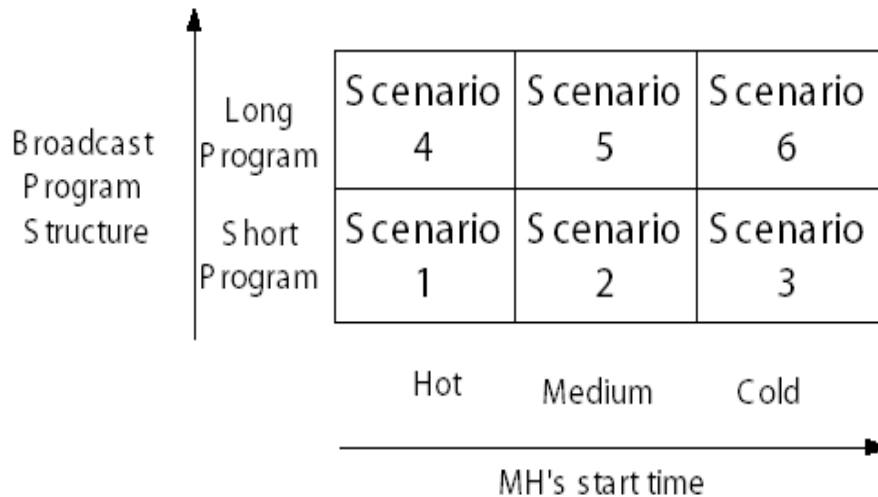 Broadcast
Program
Structure
Long
Program
Short
Program
Scenario
4
Scenario
5
Scenario
6
Scenario
1
Scenario
2
Scenario
3
Hot
Medium
Cold
MH's start time